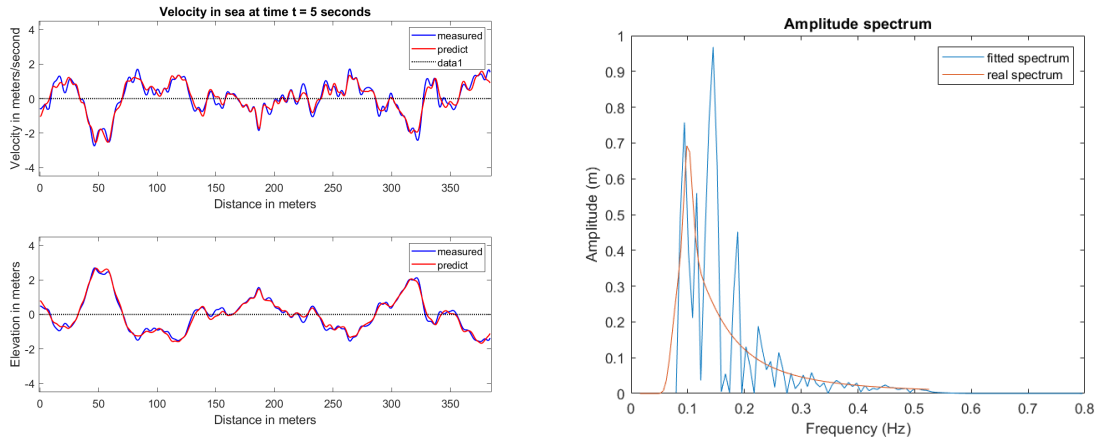 Velocity in sea at time t = 5 seconds
Velocity in meters/second
4
2
0
-2
-4
measured
predict
data1
0 50 100 150 200 250 300 350
Distance in meters
Elevation in meters
4
2
0
-2
-4
measured
predict
0 50 100 150 200 250 300 350
Distance in meters
Amplitude spectrum
Amplitude (m)
1
0.9
0.8
0.7
0.6
0.5
0.4
0.3
0.2
0.1
0
fitted spectrum
real spectrum
0 0.1 0.2 0.3 0.4 0.5 0.6 0.7 0.8
Frequency (Hz)